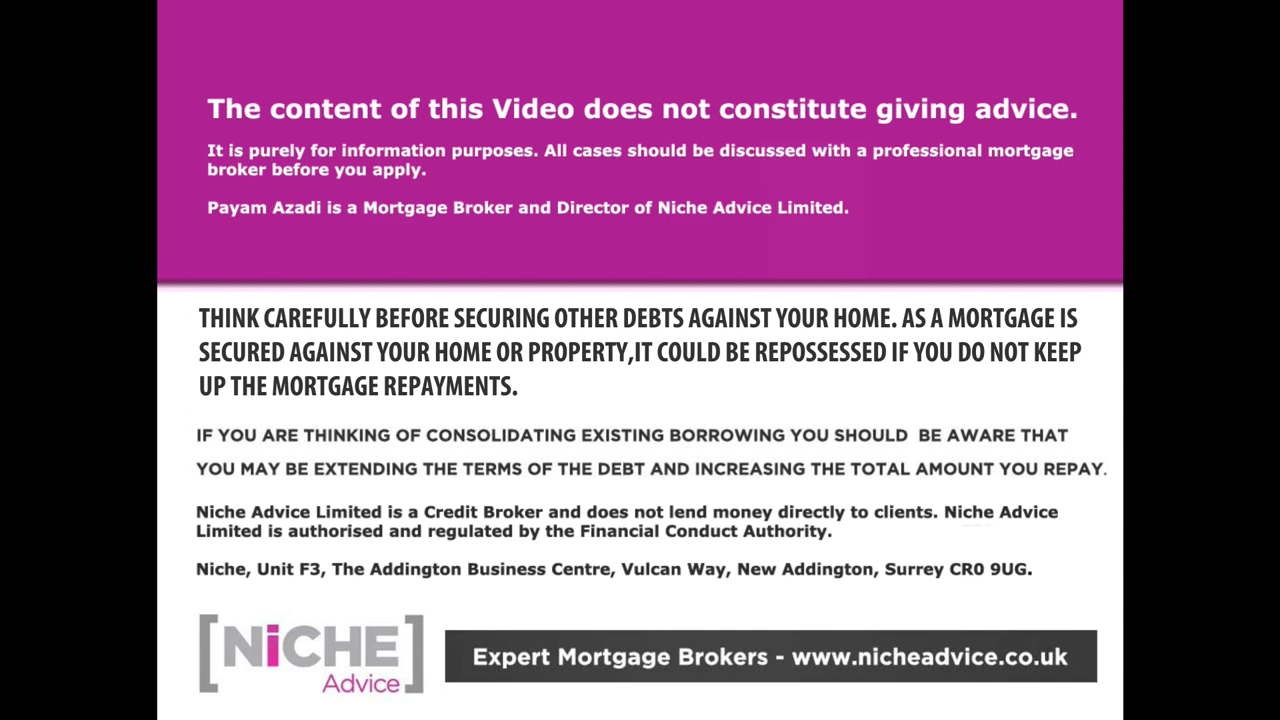 The content of this Video does not constitute giving advice.
It is purely for information purposes. All cases should be discussed with a professional mortgage
broker before you apply.
Payam Azadi is a Mortgage Broker and Director of Niche Advice Limited.
THINK CAREFULLY BEFORE SECURING OTHER DEBTS AGAINST YOUR HOME. AS A MORTGAGE IS
SECURED AGAINST YOUR HOME OR PROPERTY,IT COULD BE REPOSSESSED IF YOU DO NOT KEEP
UP THE MORTGAGE REPAYMENTS.
IF YOU ARE THINKING OF CONSOLIDATING EXISTING BORROWING YOU SHOULD BE AWARE THAT
YOU MAY BE EXTENDING THE TERMS OF THE DEBT AND INCREASING THE TOTAL AMOUNT YOU REPAY.
Niche Advice Limited is a Credit Broker and does not lend money directly to clients. Niche Advice
Limited is authorised and regulated by the Financial Conduct Authority.
Niche, Unit F3, The Addington Business Centre, Vulcan Way, New Addington, Surrey CR0 9UG.
[NiCHE]
Advice
Expert Mortgage Brokers - www.nicheadvice.co.uk